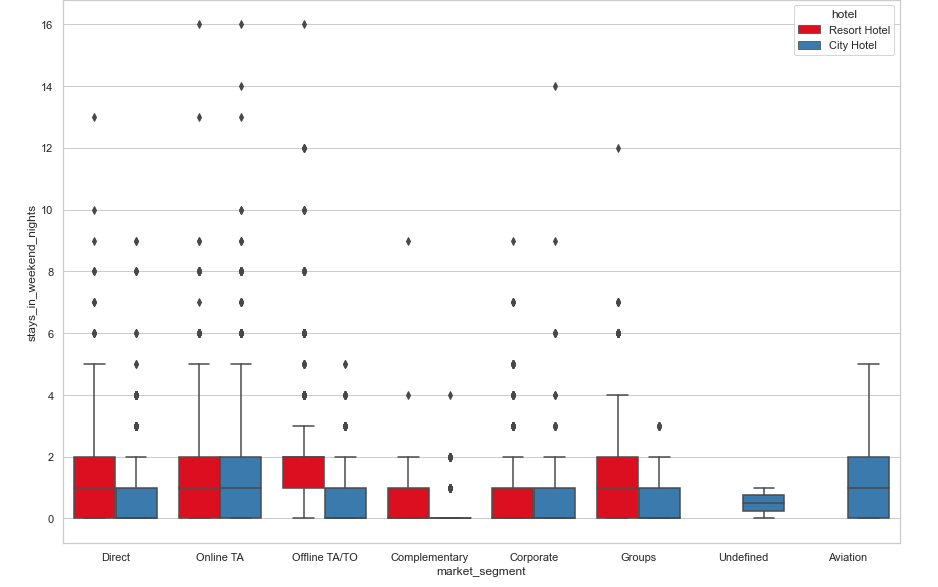 16
14
12
10
8
6
4
2
0
stays_in_weekend_nights
hotel
Resort Hotel
City Hotel
Direct
Online TA
Offline TA/TO
Complementary
Corporate
Groups
Undefined
Aviation
market_segment